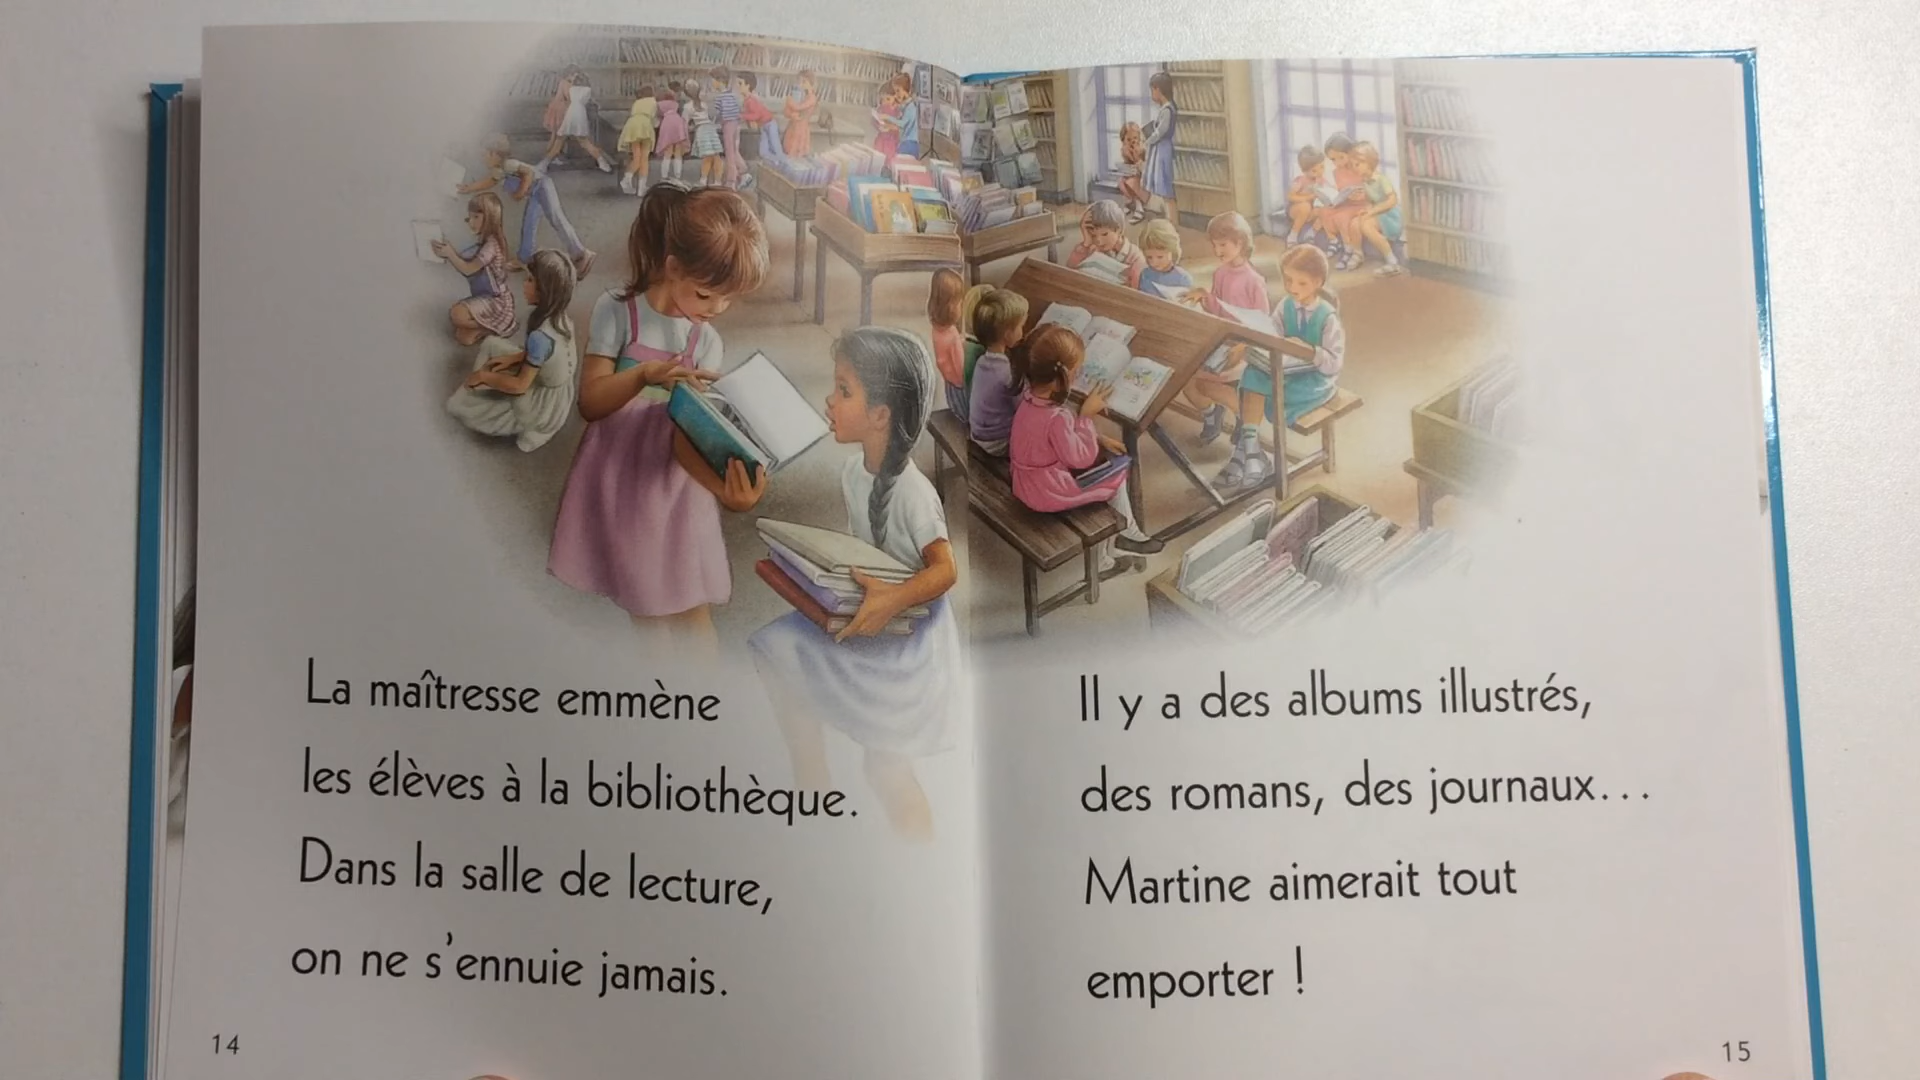 La maîtresse emmène
les élèves à la bibliothèque.
Dans la salle de lecture,
on ne s'ennuie jamais.
14
Il y a des albums illustrés,
des romans, des journaux...
Martine aimerait tout
emporter !
15